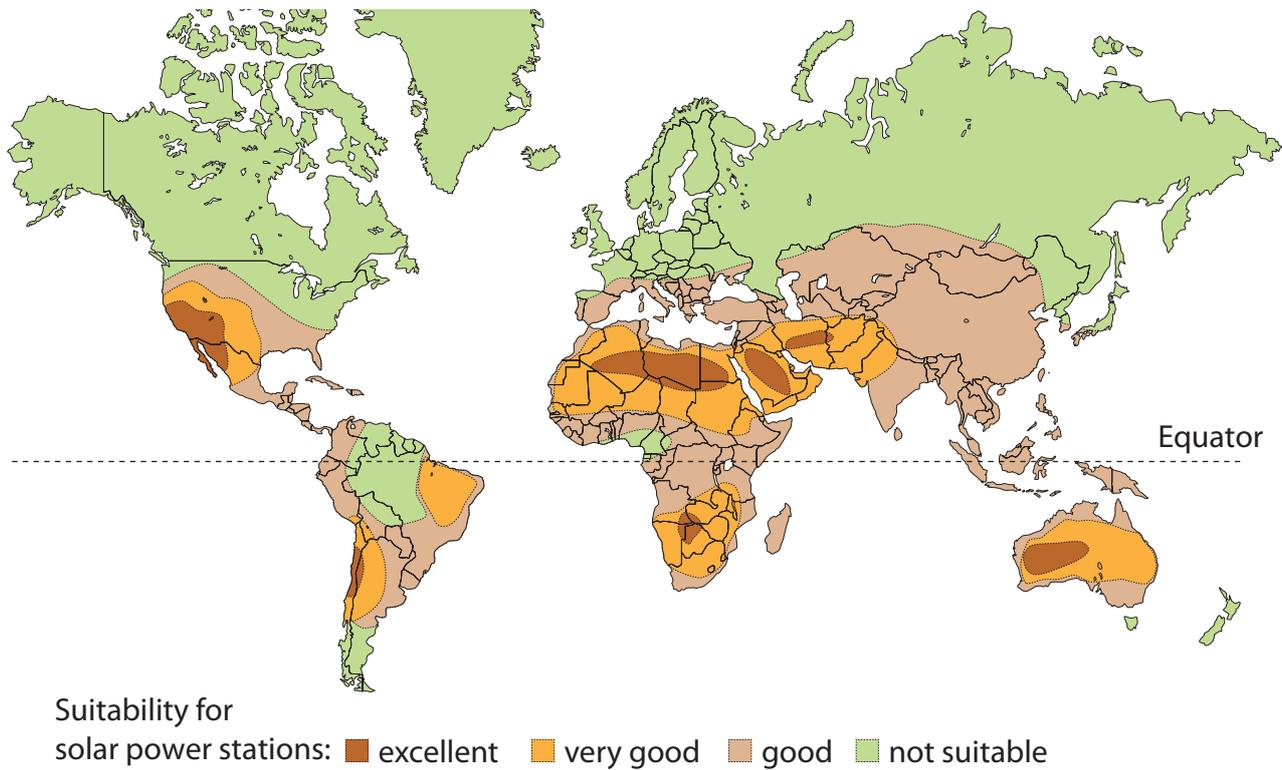 Equator
Suitability for
solar power stations: excellent very good good not suitable